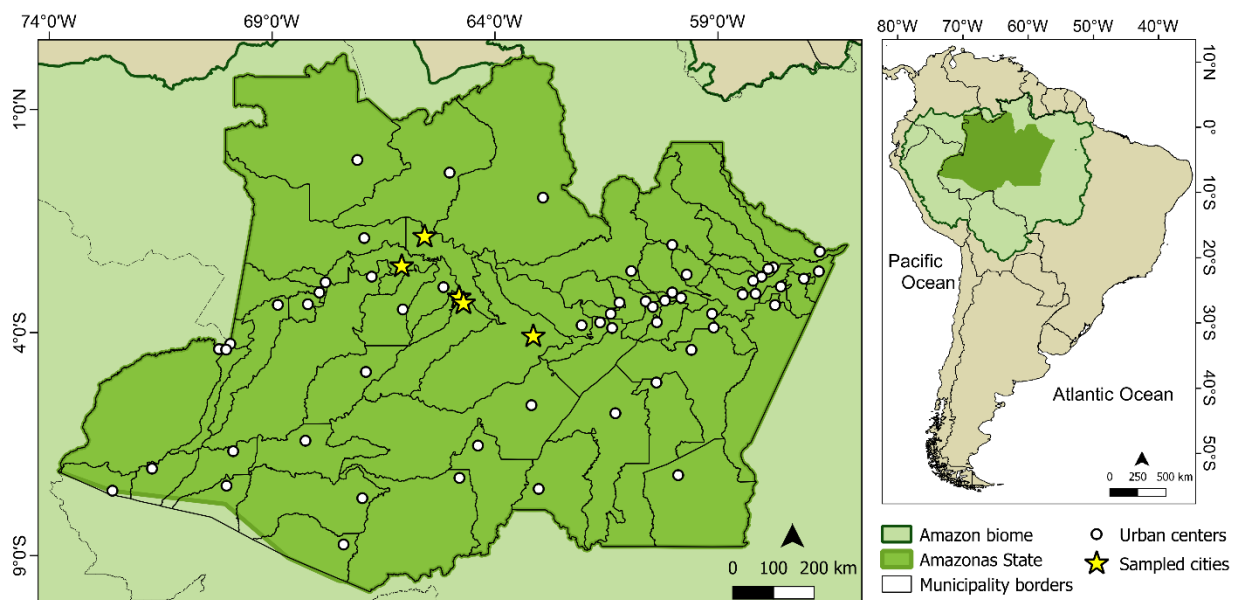 74°0'W 69°0'W 64°0'W 59°0'W
1°0'N
4°0'S
9°0'S
0 100 200 km
80°W 70°W 60°W 50°W 40°W
10°N
0°
10°S
20°S
30°S
40°S
50°S
Pacific
Ocean
Atlantic Ocean
0 250 500 km
Amazon biome
Amazonas State
Municipality borders
Urban centers
Sampled cities